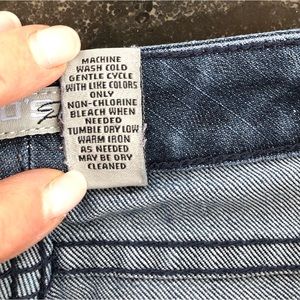 MACHINE
WASH COLD
GENTLE CYCLE
WITH LIKE COLORS
ONLY
NON-CHLORINE
BLEACH WHEN
NEEDED
TUMBLE DRY LOW
WARM IRON
AS NEEDED
MAY BE DRY
CLEANED